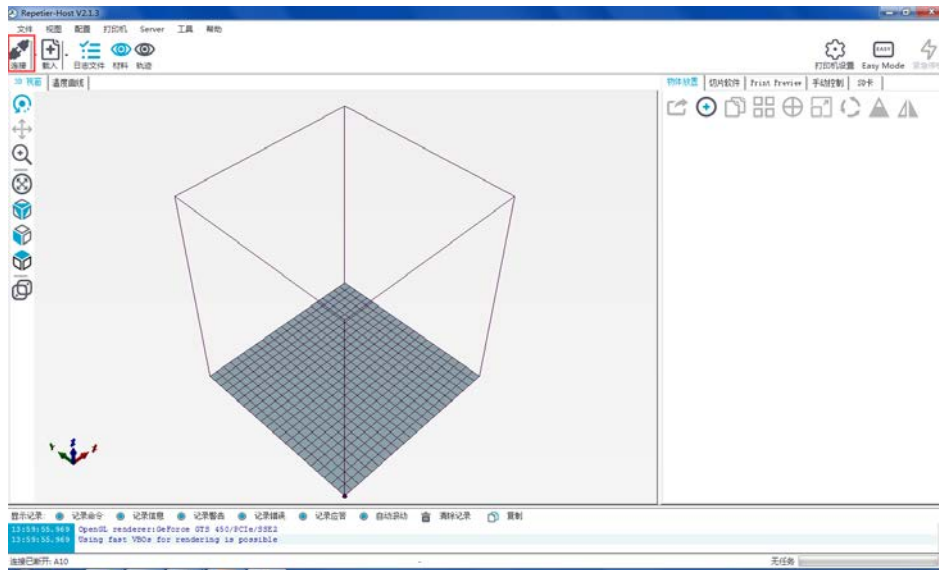 Repetier-Host V2.1.3
文件 视图 配置 打印机 Server 工具 帮助
连接 载入 日志文件 材料 轨迹 打印机设置 Easy Mode 紧急停止
EASY
3D 视窗 温度曲线 物体放置 切片软件 Print Preview 手动控制 SD卡
显示记录: 记录命令 记录信息 记录警告 记录错误 记录应答 自动滚动 清除记录 复制
13:59:55.969 OpenGL renderer:GeForce GTS 450/PCIe/SSE2
13:59:55.969 Using fast VBOs for rendering is possible
连接已断开: A10 - 无任务